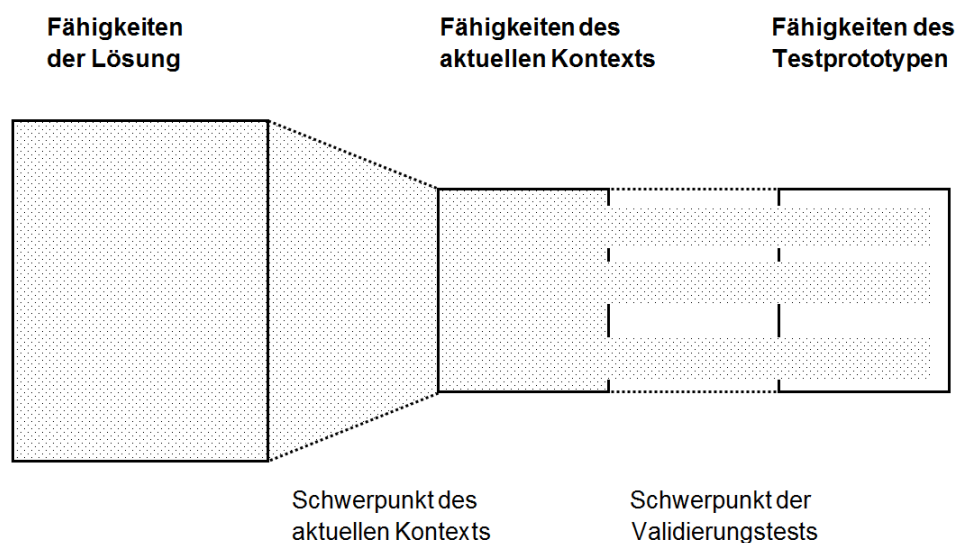 Fähigkeiten
der Lösung
Fähigkeiten des
aktuellen Kontexts
Fähigkeiten des
Testprototypen
Schwerpunkt des
aktuellen Kontexts
Schwerpunkt der
Validierungstests